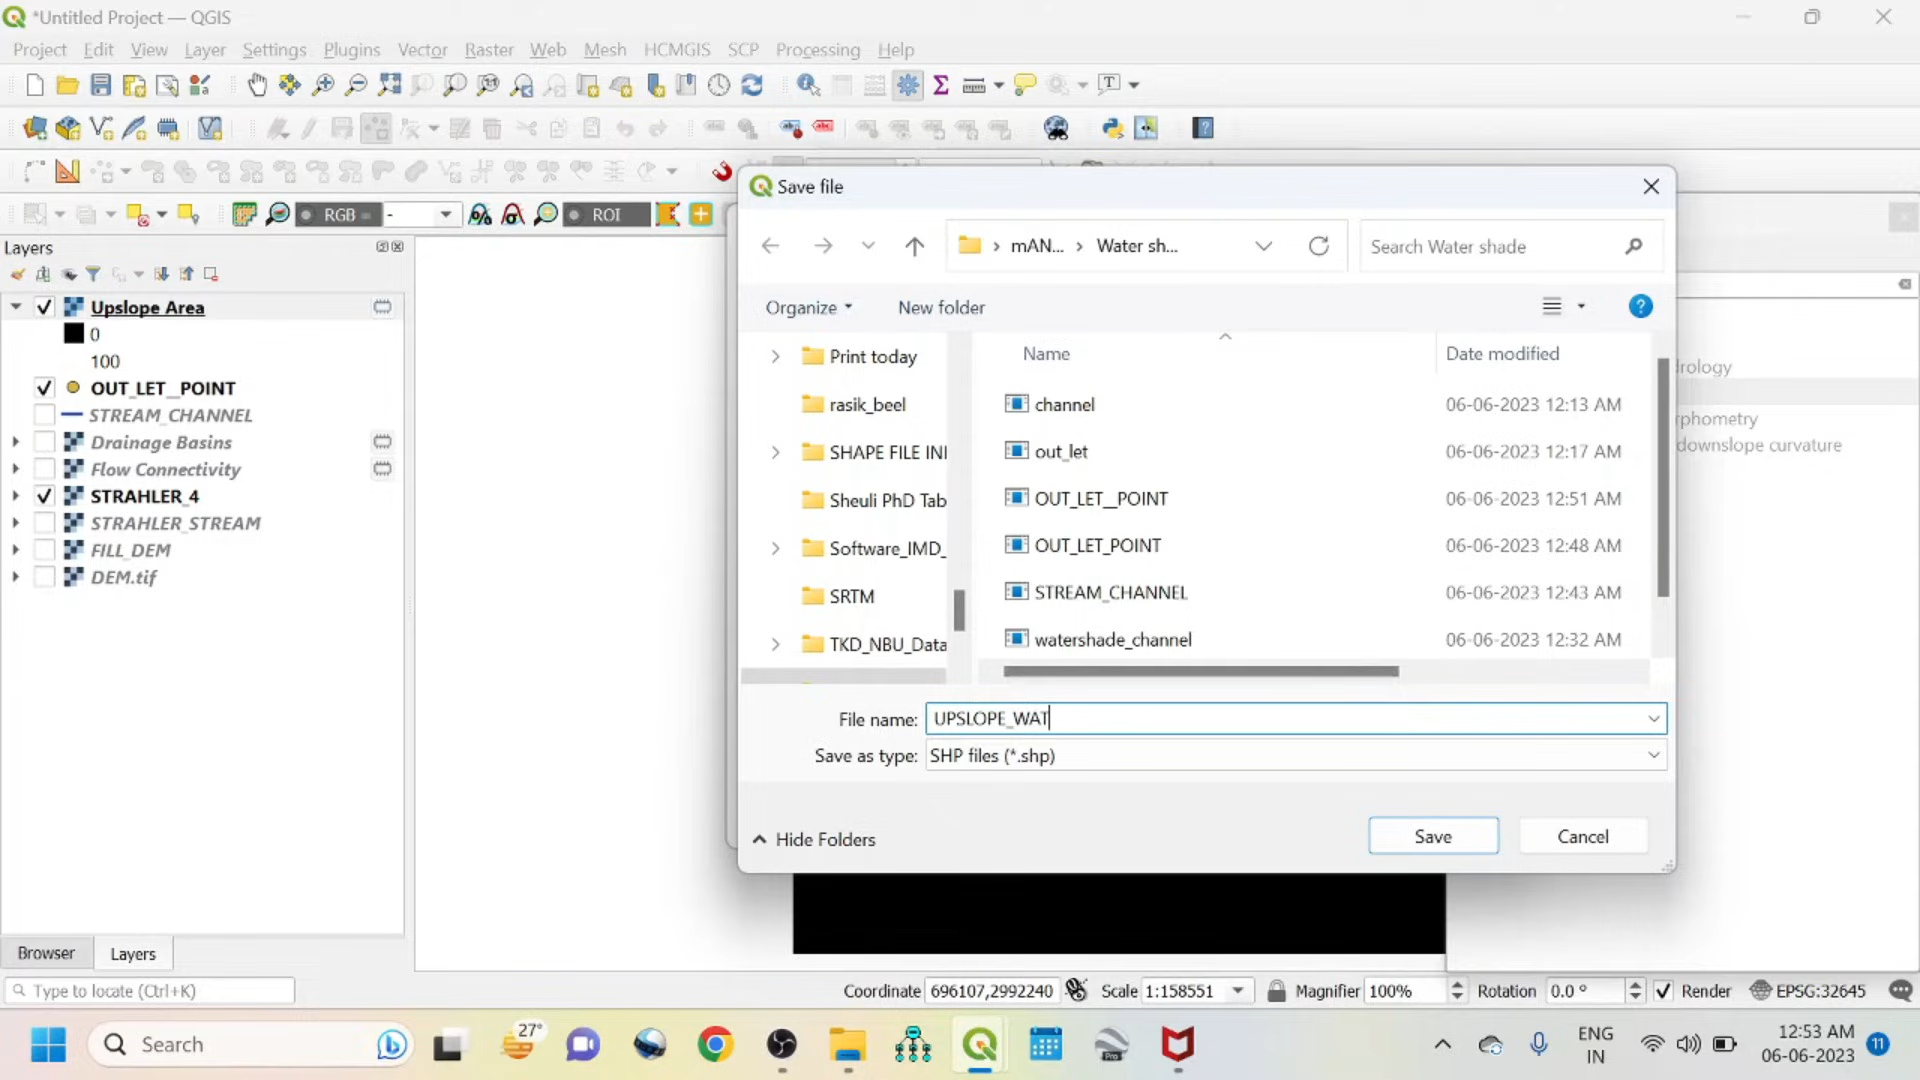 *Untitled Project — QGIS
Project Edit View Layer Settings Plugins Vector Raster Web Mesh HCMGIS SCP Processing Help
RGB = - ROI
Layers
Upslope Area
0
100
OUT_LET__POINT
STREAM_CHANNEL
Drainage Basins
Flow Connectivity
STRAHLER_4
STRAHLER_STREAM
FILL_DEM
DEM.tif
Save file
mAN... › Water sh...
Search Water shade
Organize New folder
Print today
rasik_beel
SHAPE FILE INI
Sheuli PhD Tab
Software_IMD_
SRTM
TKD_NBU_Data
Name Date modified
channel 06-06-2023 12:13 AM
out_let 06-06-2023 12:17 AM
OUT_LET__POINT 06-06-2023 12:51 AM
OUT_LET_POINT 06-06-2023 12:48 AM
STREAM_CHANNEL 06-06-2023 12:43 AM
watershade_channel 06-06-2023 12:32 AM
File name: UPSLOPE_WAT
Save as type: SHP files (*.shp)
Hide Folders Save Cancel
drology
rphometry
downslope curvature
Browser Layers
Type to locate (Ctrl+K) Coordinate 696107,2992240 Scale 1:158551 Magnifier 100% Rotation 0.0 ° Render EPSG:32645
Search 27° Pro ENG IN 12:53 AM 06-06-2023 11